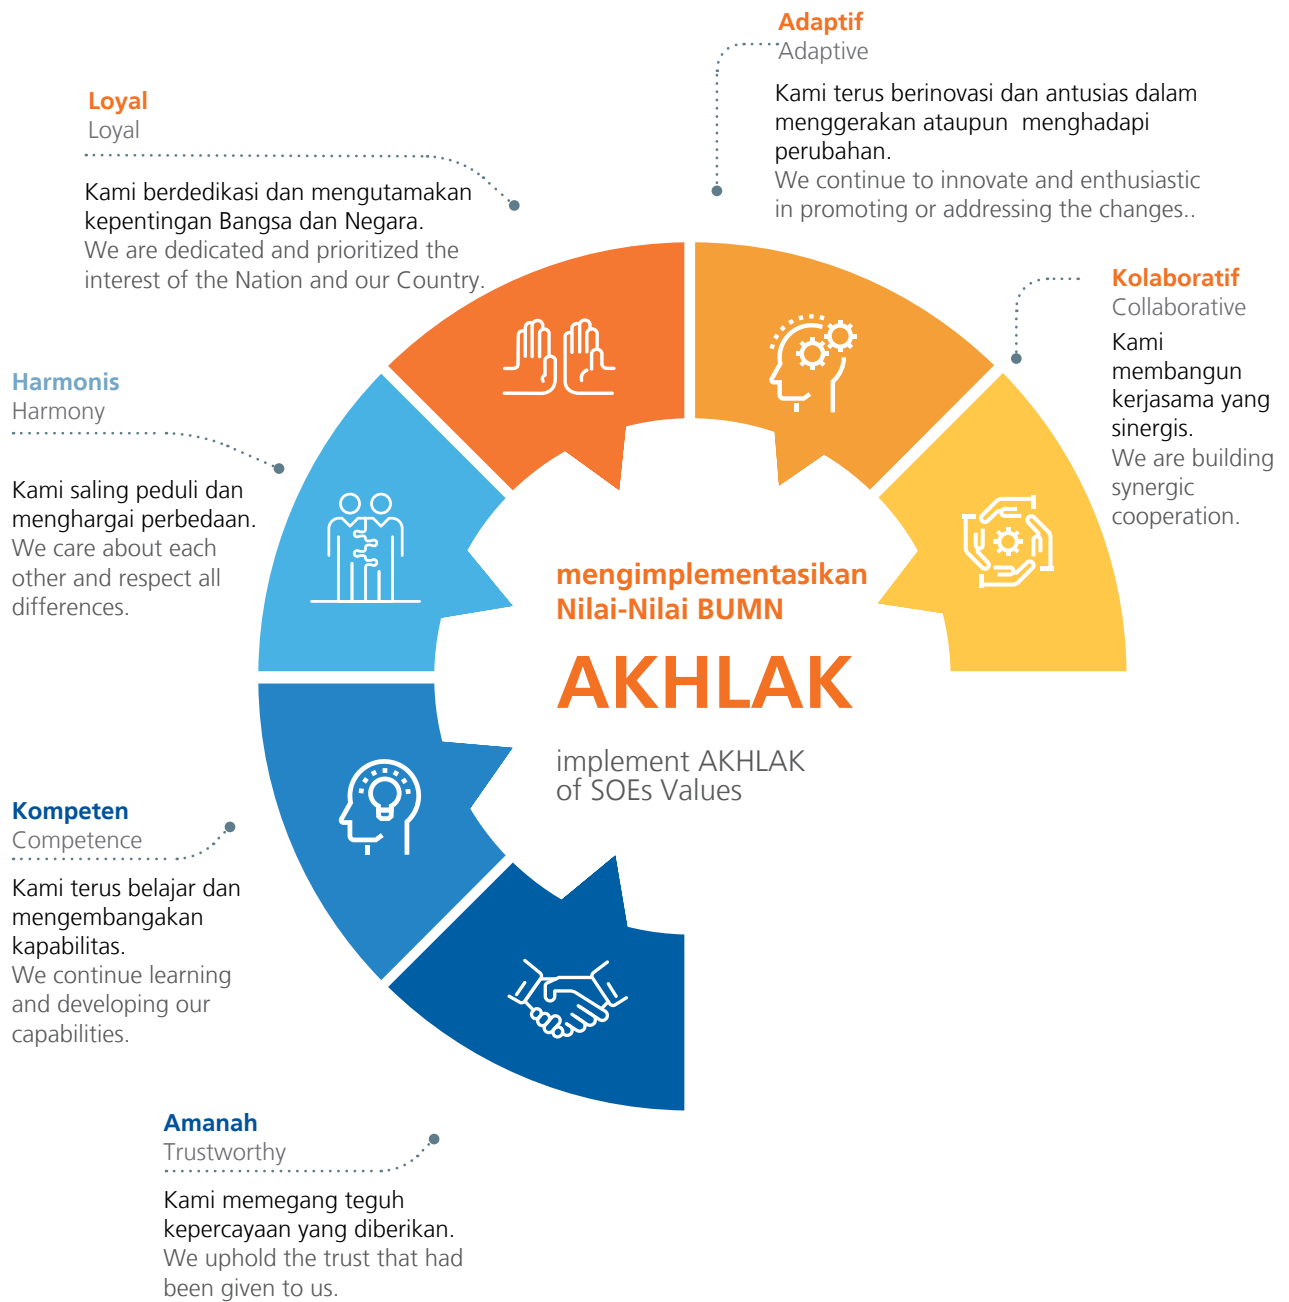 Adaptif
Adaptive
Kami terus berinovasi dan antusias dalam
menggerakan ataupun menghadapi
perubahan.
We continue to innovate and enthusiastic
in promoting or addressing the changes..
Loyal
Loyal
Kami berdedikasi dan mengutamakan
kepentingan Bangsa dan Negara.
We are dedicated and prioritized the
interest of the Nation and our Country.
Kolaboratif
Collaborative
Kami
membangun
kerjasama yang
sinergis.
We are building
synergic
cooperation.
Harmonis
Harmony
Kami saling peduli dan
menghargai perbedaan.
We care about each
other and respect all
differences.
mengimplementasikan
Nilai-Nilai BUMN
AKHLAK
implement AKHLAK
of SOEs Values
Kompeten
Competence
Kami terus belajar dan
mengembangakan
kapabilitas.
We continue learning
and developing our
capabilities.
Amanah
Trustworthy
Kami memegang teguh
kepercayaan yang diberikan.
We uphold the trust that had
been given to us.